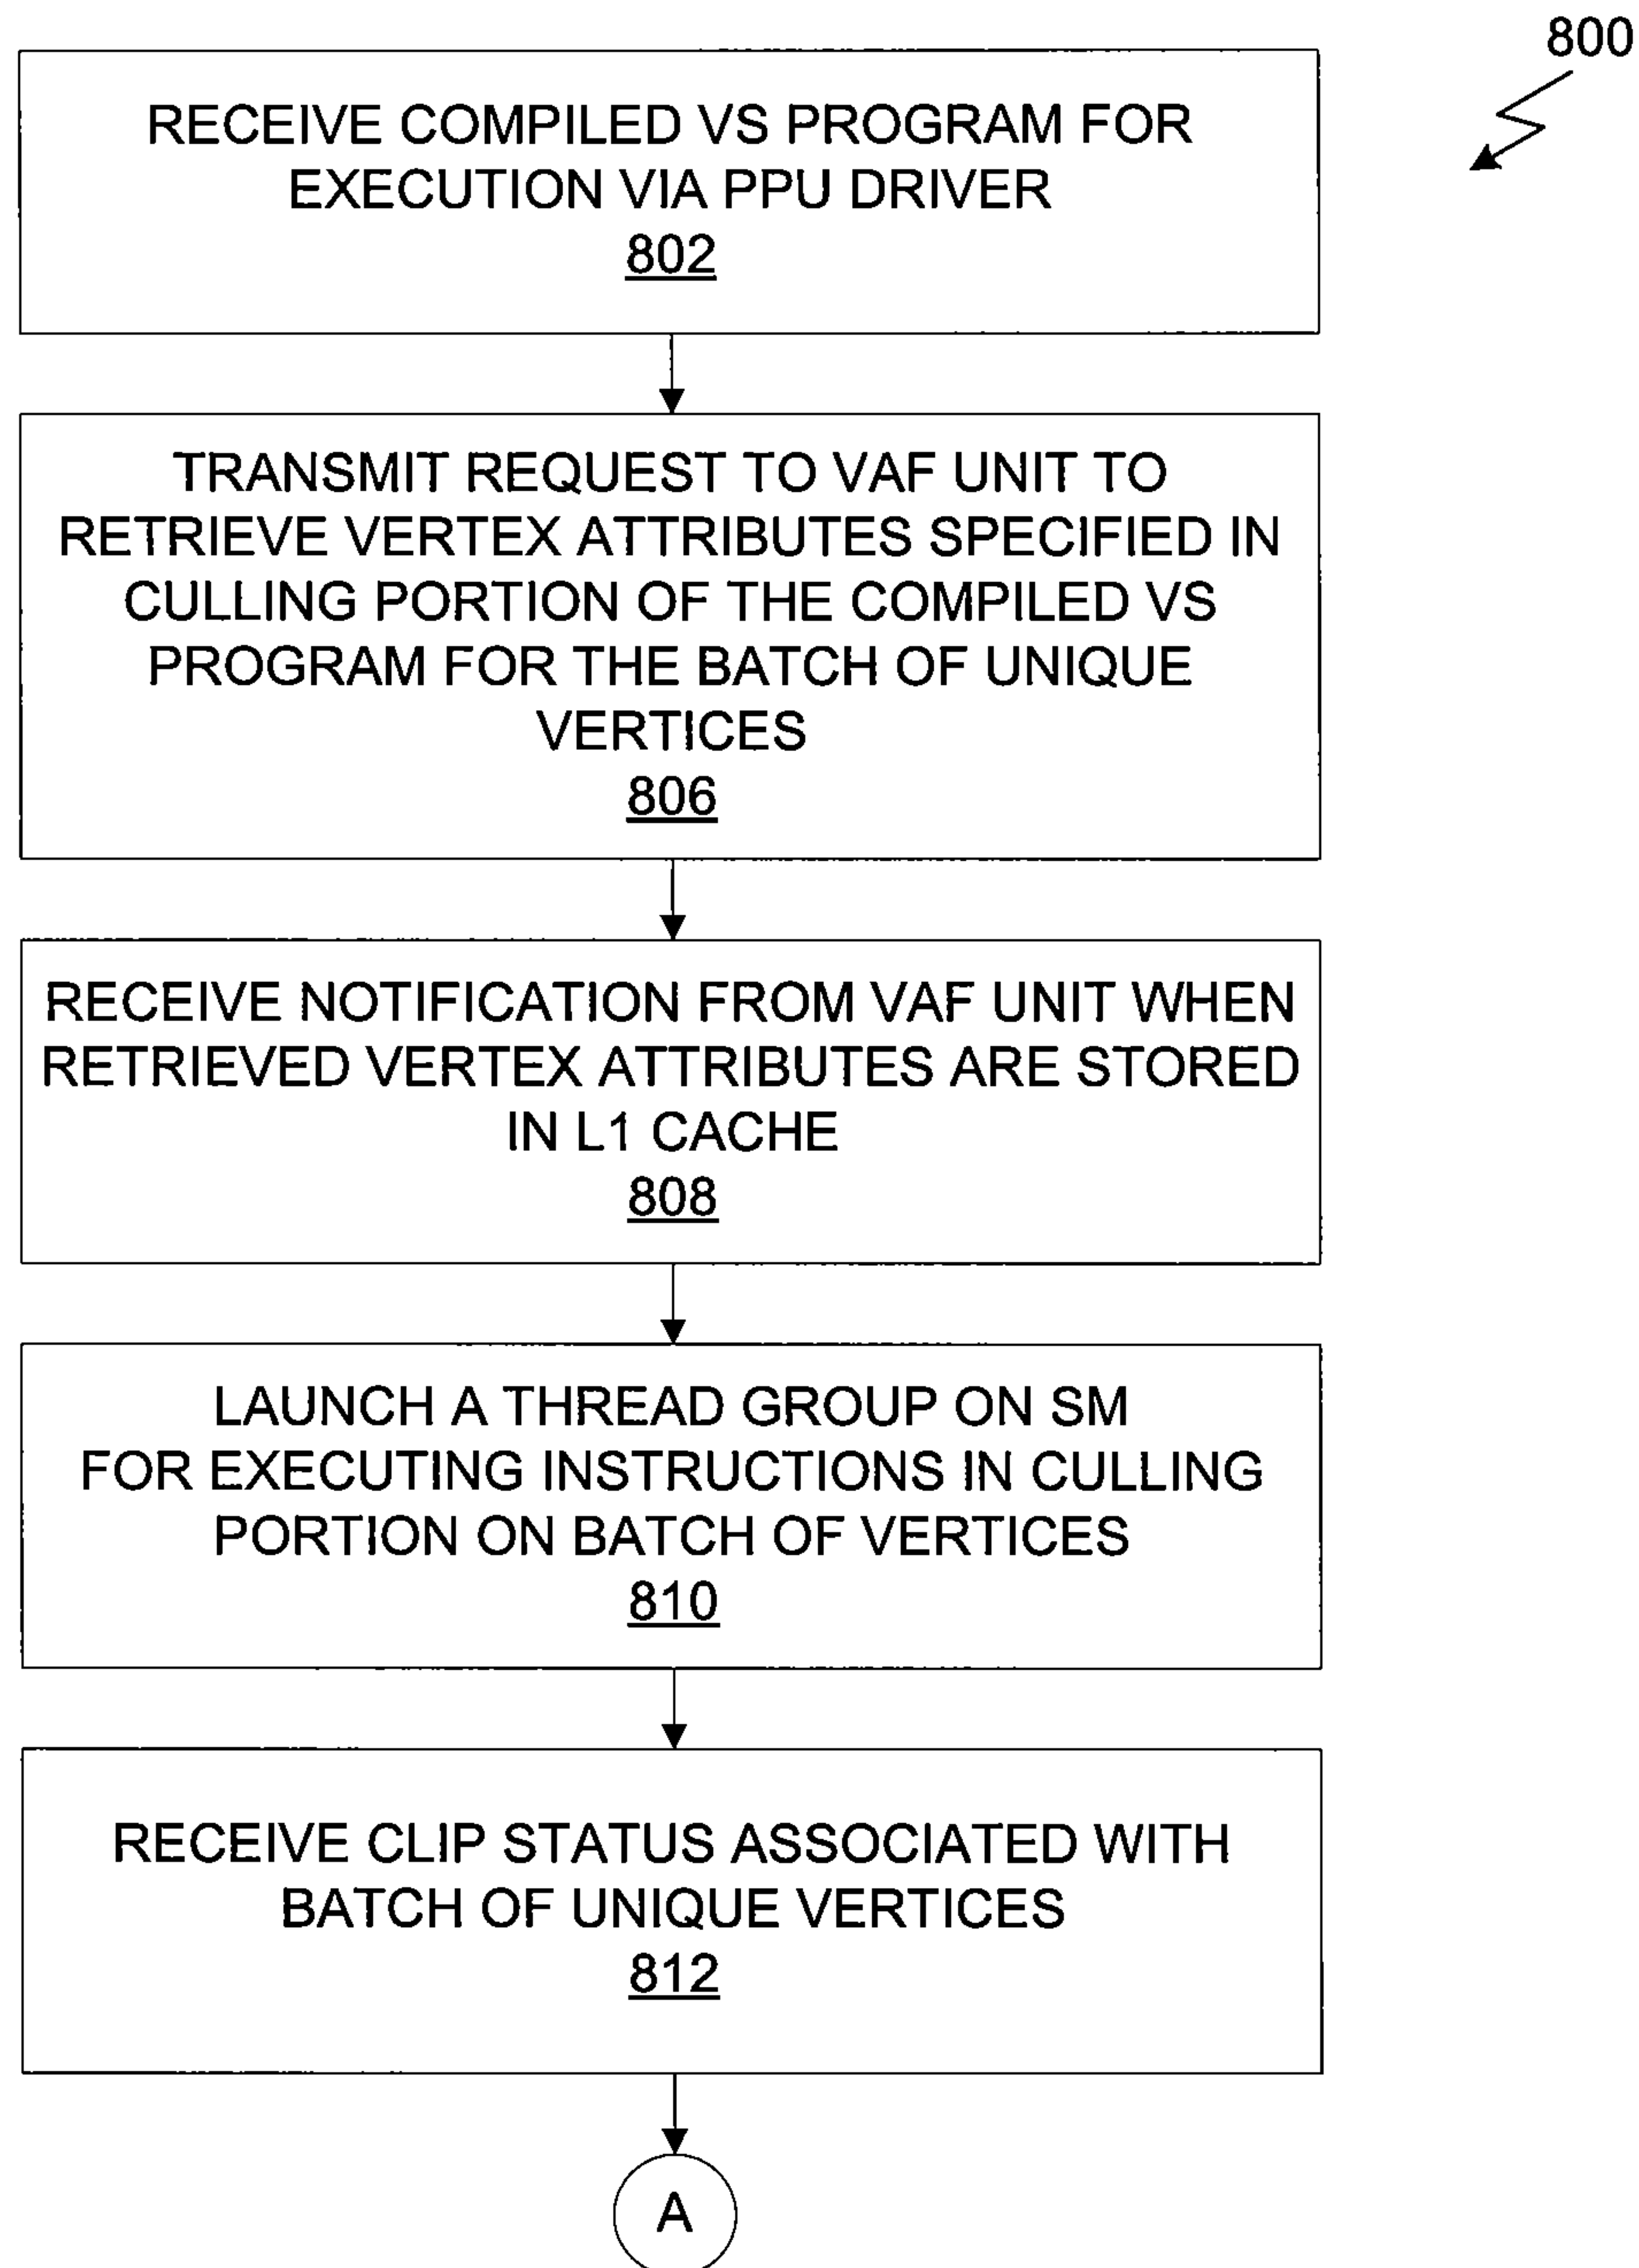 800
RECEIVE COMPILED VS PROGRAM FOR
EXECUTION VIA PPU DRIVER
802
TRANSMIT REQUEST TO VAF UNIT TO
RETRIEVE VERTEX ATTRIBUTES SPECIFIED IN
CULLING PORTION OF THE COMPILED VS
PROGRAM FOR THE BATCH OF UNIQUE
VERTICES
806
RECEIVE NOTIFICATION FROM VAF UNIT WHEN
RETRIEVED VERTEX ATTRIBUTES ARE STORED
IN L1 CACHE
808
LAUNCH A THREAD GROUP ON SM
FOR EXECUTING INSTRUCTIONS IN CULLING
PORTION ON BATCH OF VERTICES
810
RECEIVE CLIP STATUS ASSOCIATED WITH
BATCH OF UNIQUE VERTICES
812
A